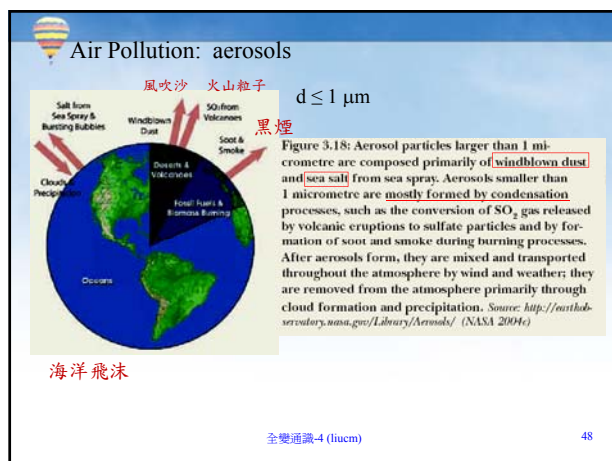 Air Pollution: aerosols
風吹沙 火山粒子
d ≤ 1 μm
Salt from
Sea Spray &
Bursting Bubbles
Windblown
Dust
SO₂ from
Volcanoes
黑煙
Soot &
Smoke
Clouds &
Precipitation
Deserts &
Volcanoes
Fossil Fuels &
Biomass Burning
Oceans
海洋飛沫
Figure 3.18: Aerosol particles larger than 1 mi-
crometre are composed primarily of windblown dust
and sea salt from sea spray. Aerosols smaller than
1 micrometre are mostly formed by condensation
processes, such as the conversion of SO₂ gas released
by volcanic eruptions to sulfate particles and by for-
mation of soot and smoke during burning processes.
After aerosols form, they are mixed and transported
throughout the atmosphere by wind and weather; they
are removed from the atmosphere primarily through
cloud formation and precipitation. Source: http://earthob-
servatory.nasa.gov/Library/Aerosols/ (NASA 2004c)
全變通識-4 (liucm)
48